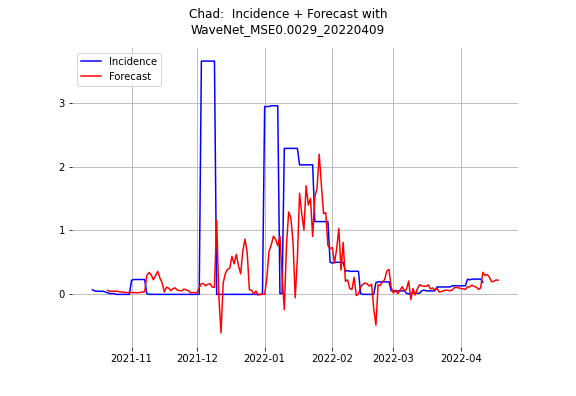 Chad:  Incidence + Forecast with
WaveNet_MSE0.0029_20220409
Incidence
Forecast
3
2
1
0
2021-11
2021-12
2022-01
2022-02
2022-03
2022-04